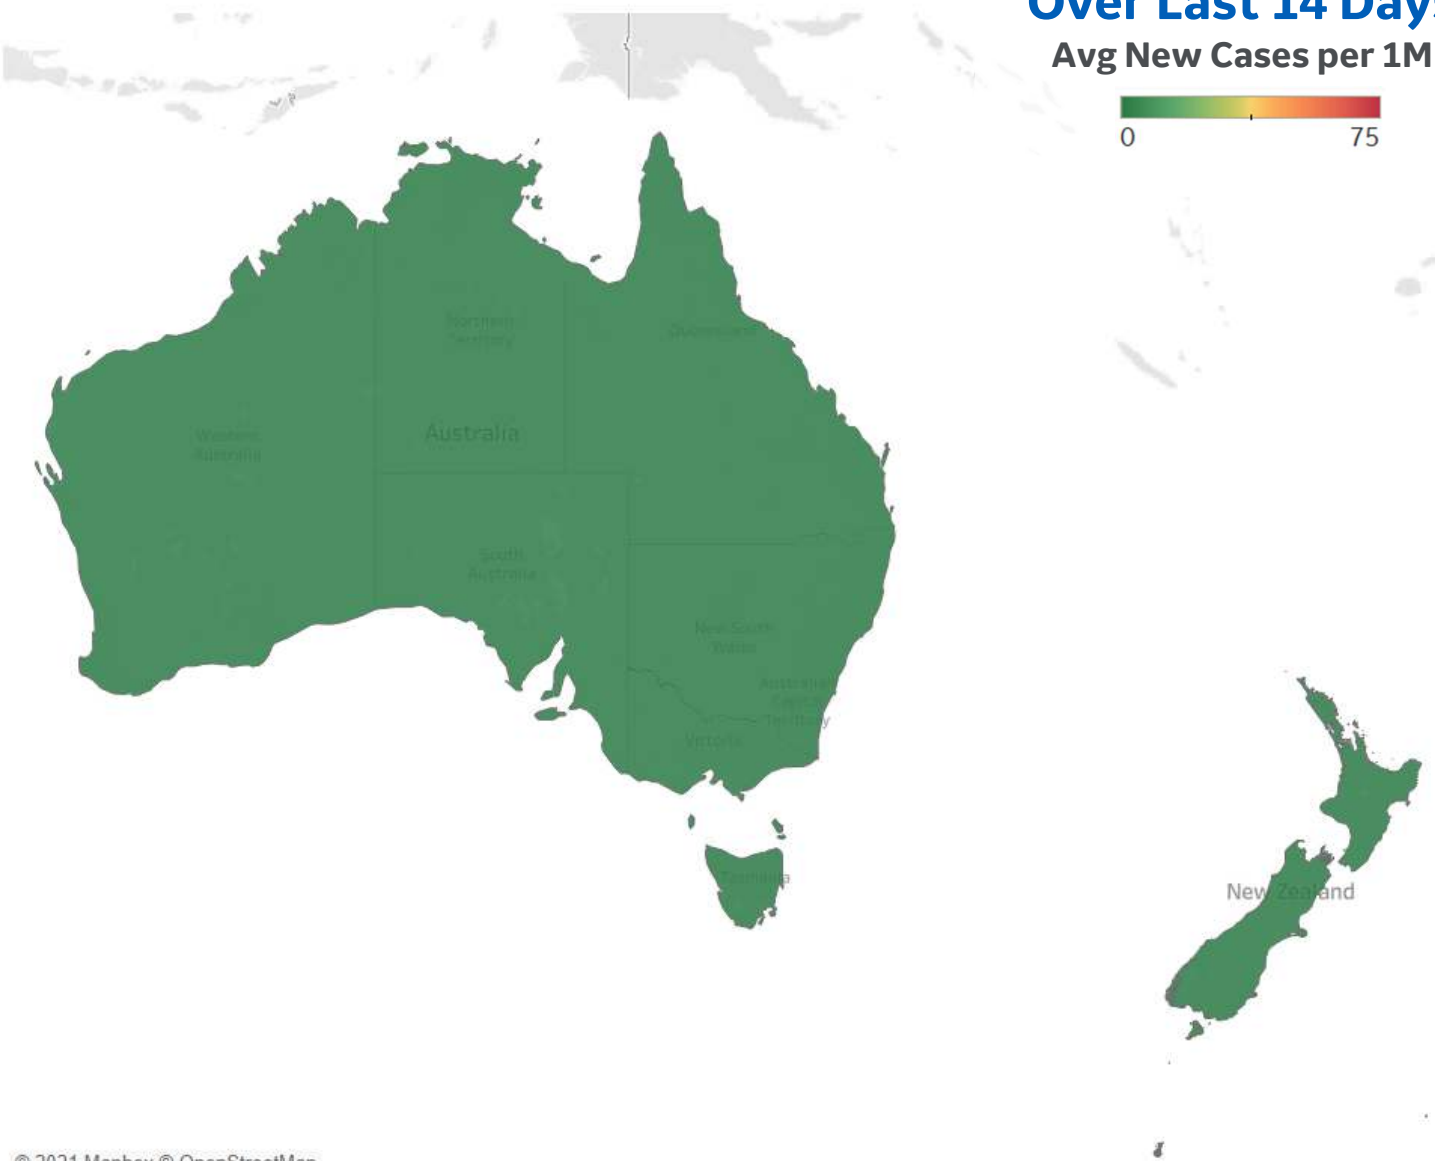 Over Last 14 Days
Avg New Cases per 1M
0 75
Northern
Territory
Queensland
Western
Australia
Australia
South
Australia
New South
Wales
Australian
Capital
Territory
Victoria
Tasmania
New Zealand
© 2021 Mapbox © OpenStreetMap